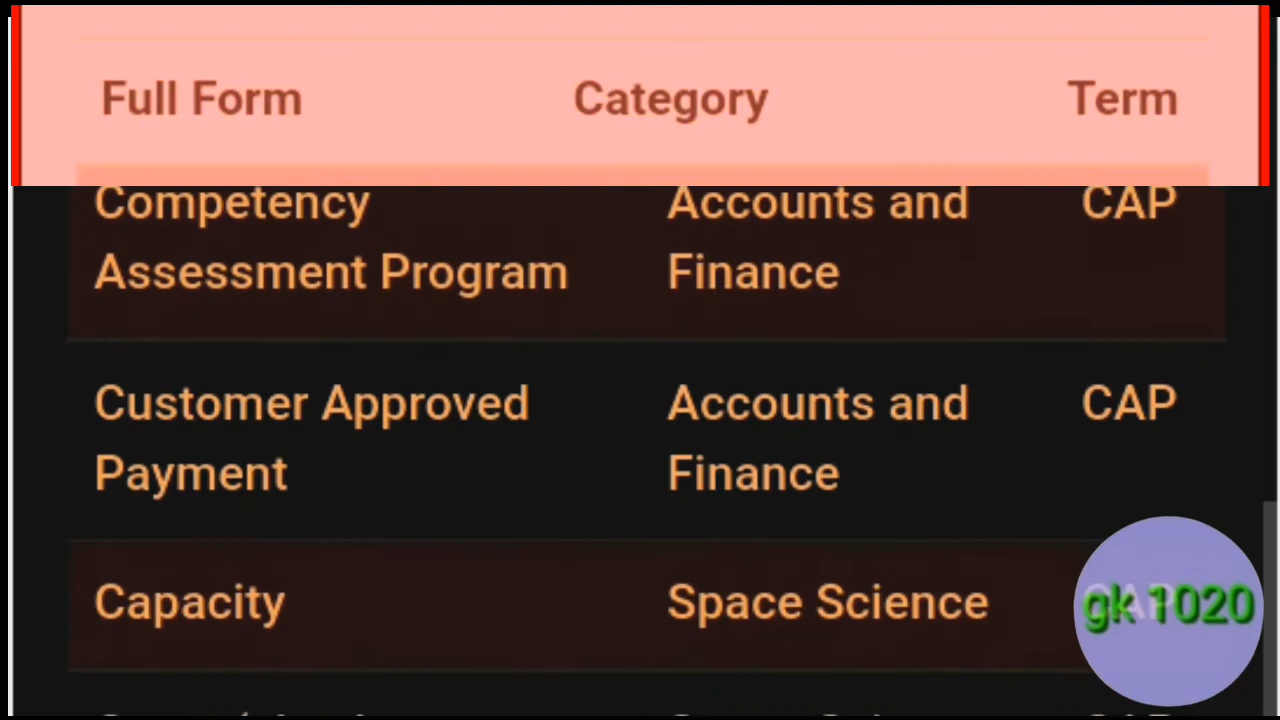 Full Form Category Term
Competency Accounts and CAP
Assessment Program Finance
Customer Approved Accounts and CAP
Payment Finance
Capacity Space Science CAP
gk 1020